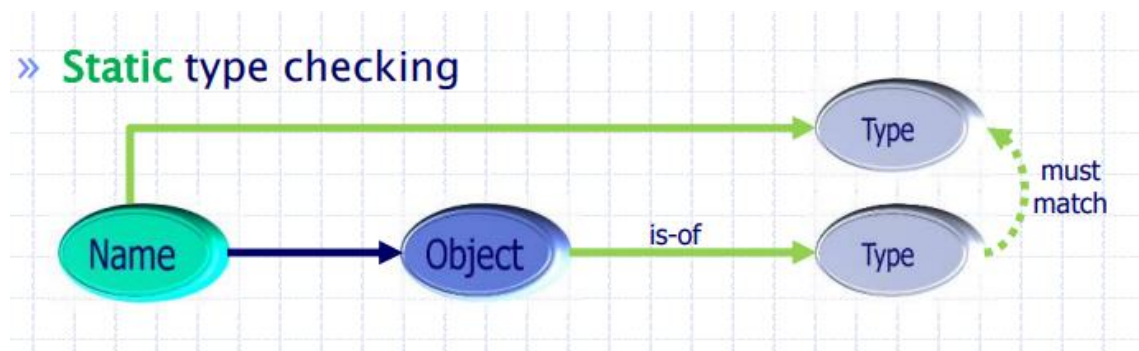 » Static type checking
Type
must
match
Name
Object
is-of
Type